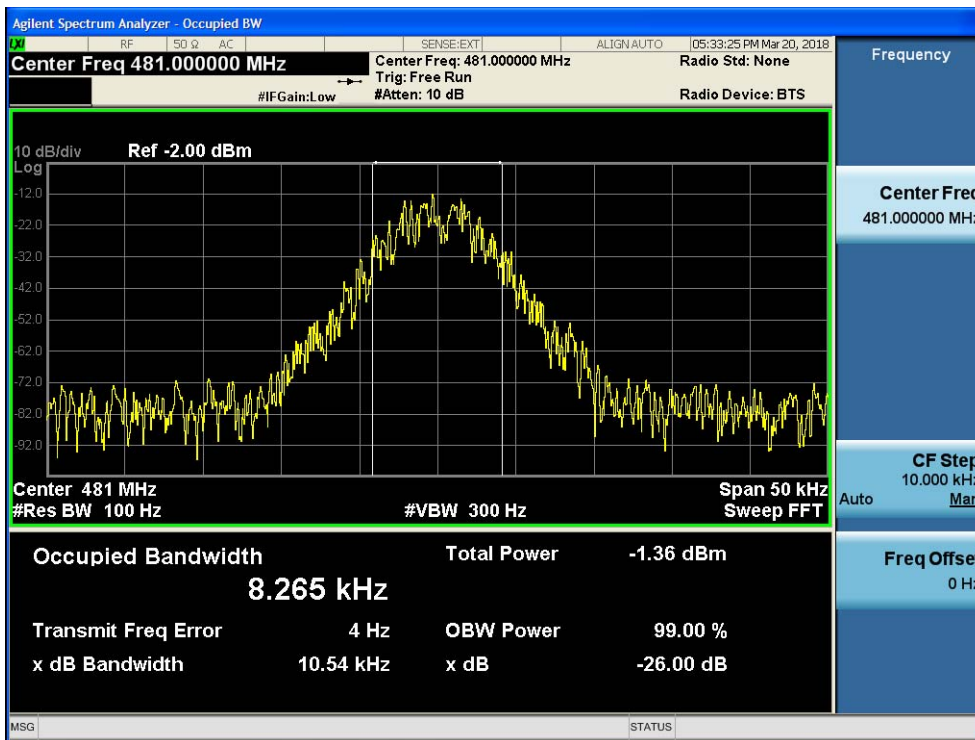 Agilent Spectrum Analyzer - Occupied BW
LXI RF 50 Ω AC SENSE:EXT ALIGN AUTO 05:33:25 PM Mar 20, 2018
Center Freq 481.000000 MHz
Center Freq: 481.000000 MHz
Radio Std: None
Trig: Free Run
#IFGain:Low
#Atten: 10 dB
Radio Device: BTS
10 dB/div Ref -2.00 dBm
Log
-12.0
-22.0
-32.0
-42.0
-52.0
-62.0
-72.0
-82.0
-92.0
Center 481 MHz Span 50 kHz
#Res BW 100 Hz #VBW 300 Hz Sweep FFT
Occupied Bandwidth Total Power -1.36 dBm
8.265 kHz
Transmit Freq Error 4 Hz OBW Power 99.00 %
x dB Bandwidth 10.54 kHz x dB -26.00 dB
MSG STATUS
Frequency
Center Freq
481.000000 MHz
CF Step
10.000 kHz
Auto Man
Freq Offse
0 Hz